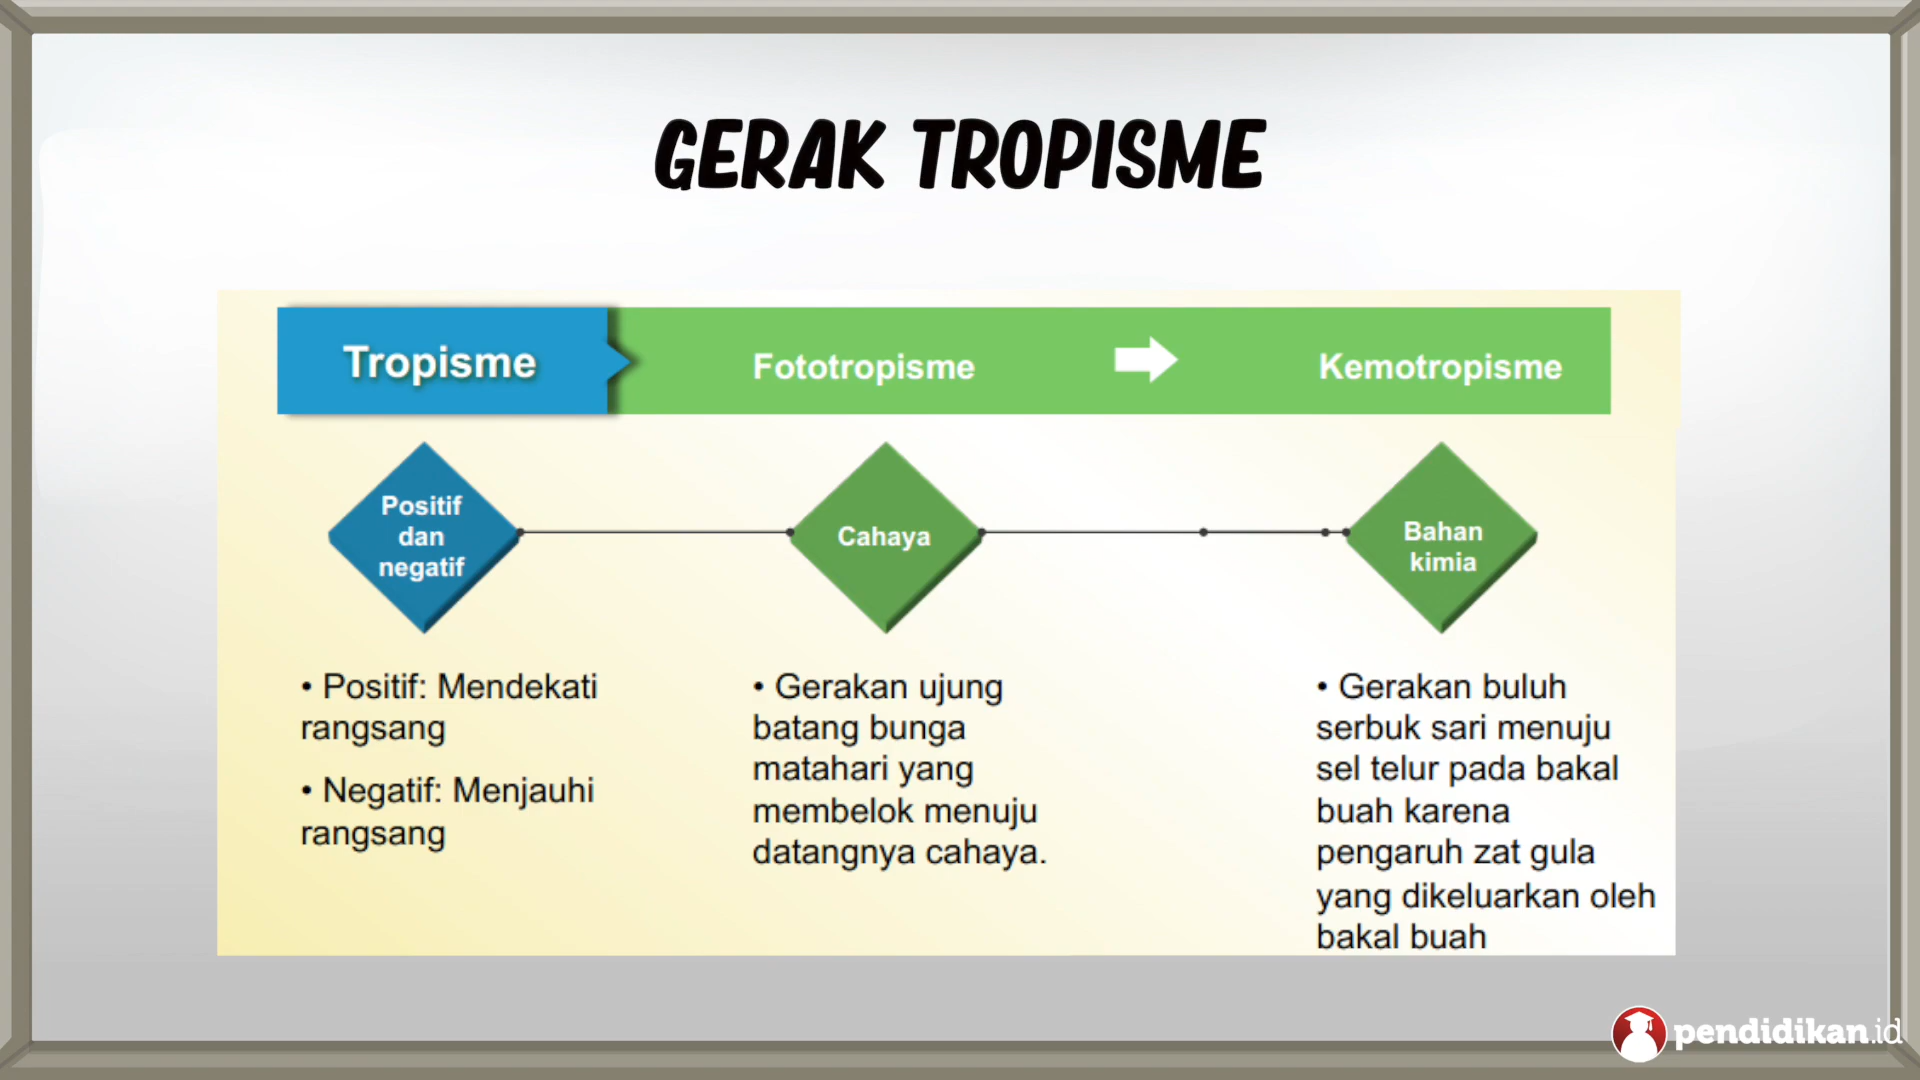 GERAK TROPISME
Tropisme
Fototropisme
Kemotropisme
Positif
dan
negatif
Cahaya
Bahan
kimia
• Positif: Mendekati
rangsang
• Negatif: Menjauhi
rangsang
• Gerakan ujung
batang bunga
matahari yang
membelok menuju
datangnya cahaya.
• Gerakan buluh
serbuk sari menuju
sel telur pada bakal
buah karena
pengaruh zat gula
yang dikeluarkan oleh
bakal buah
pendidikan.id